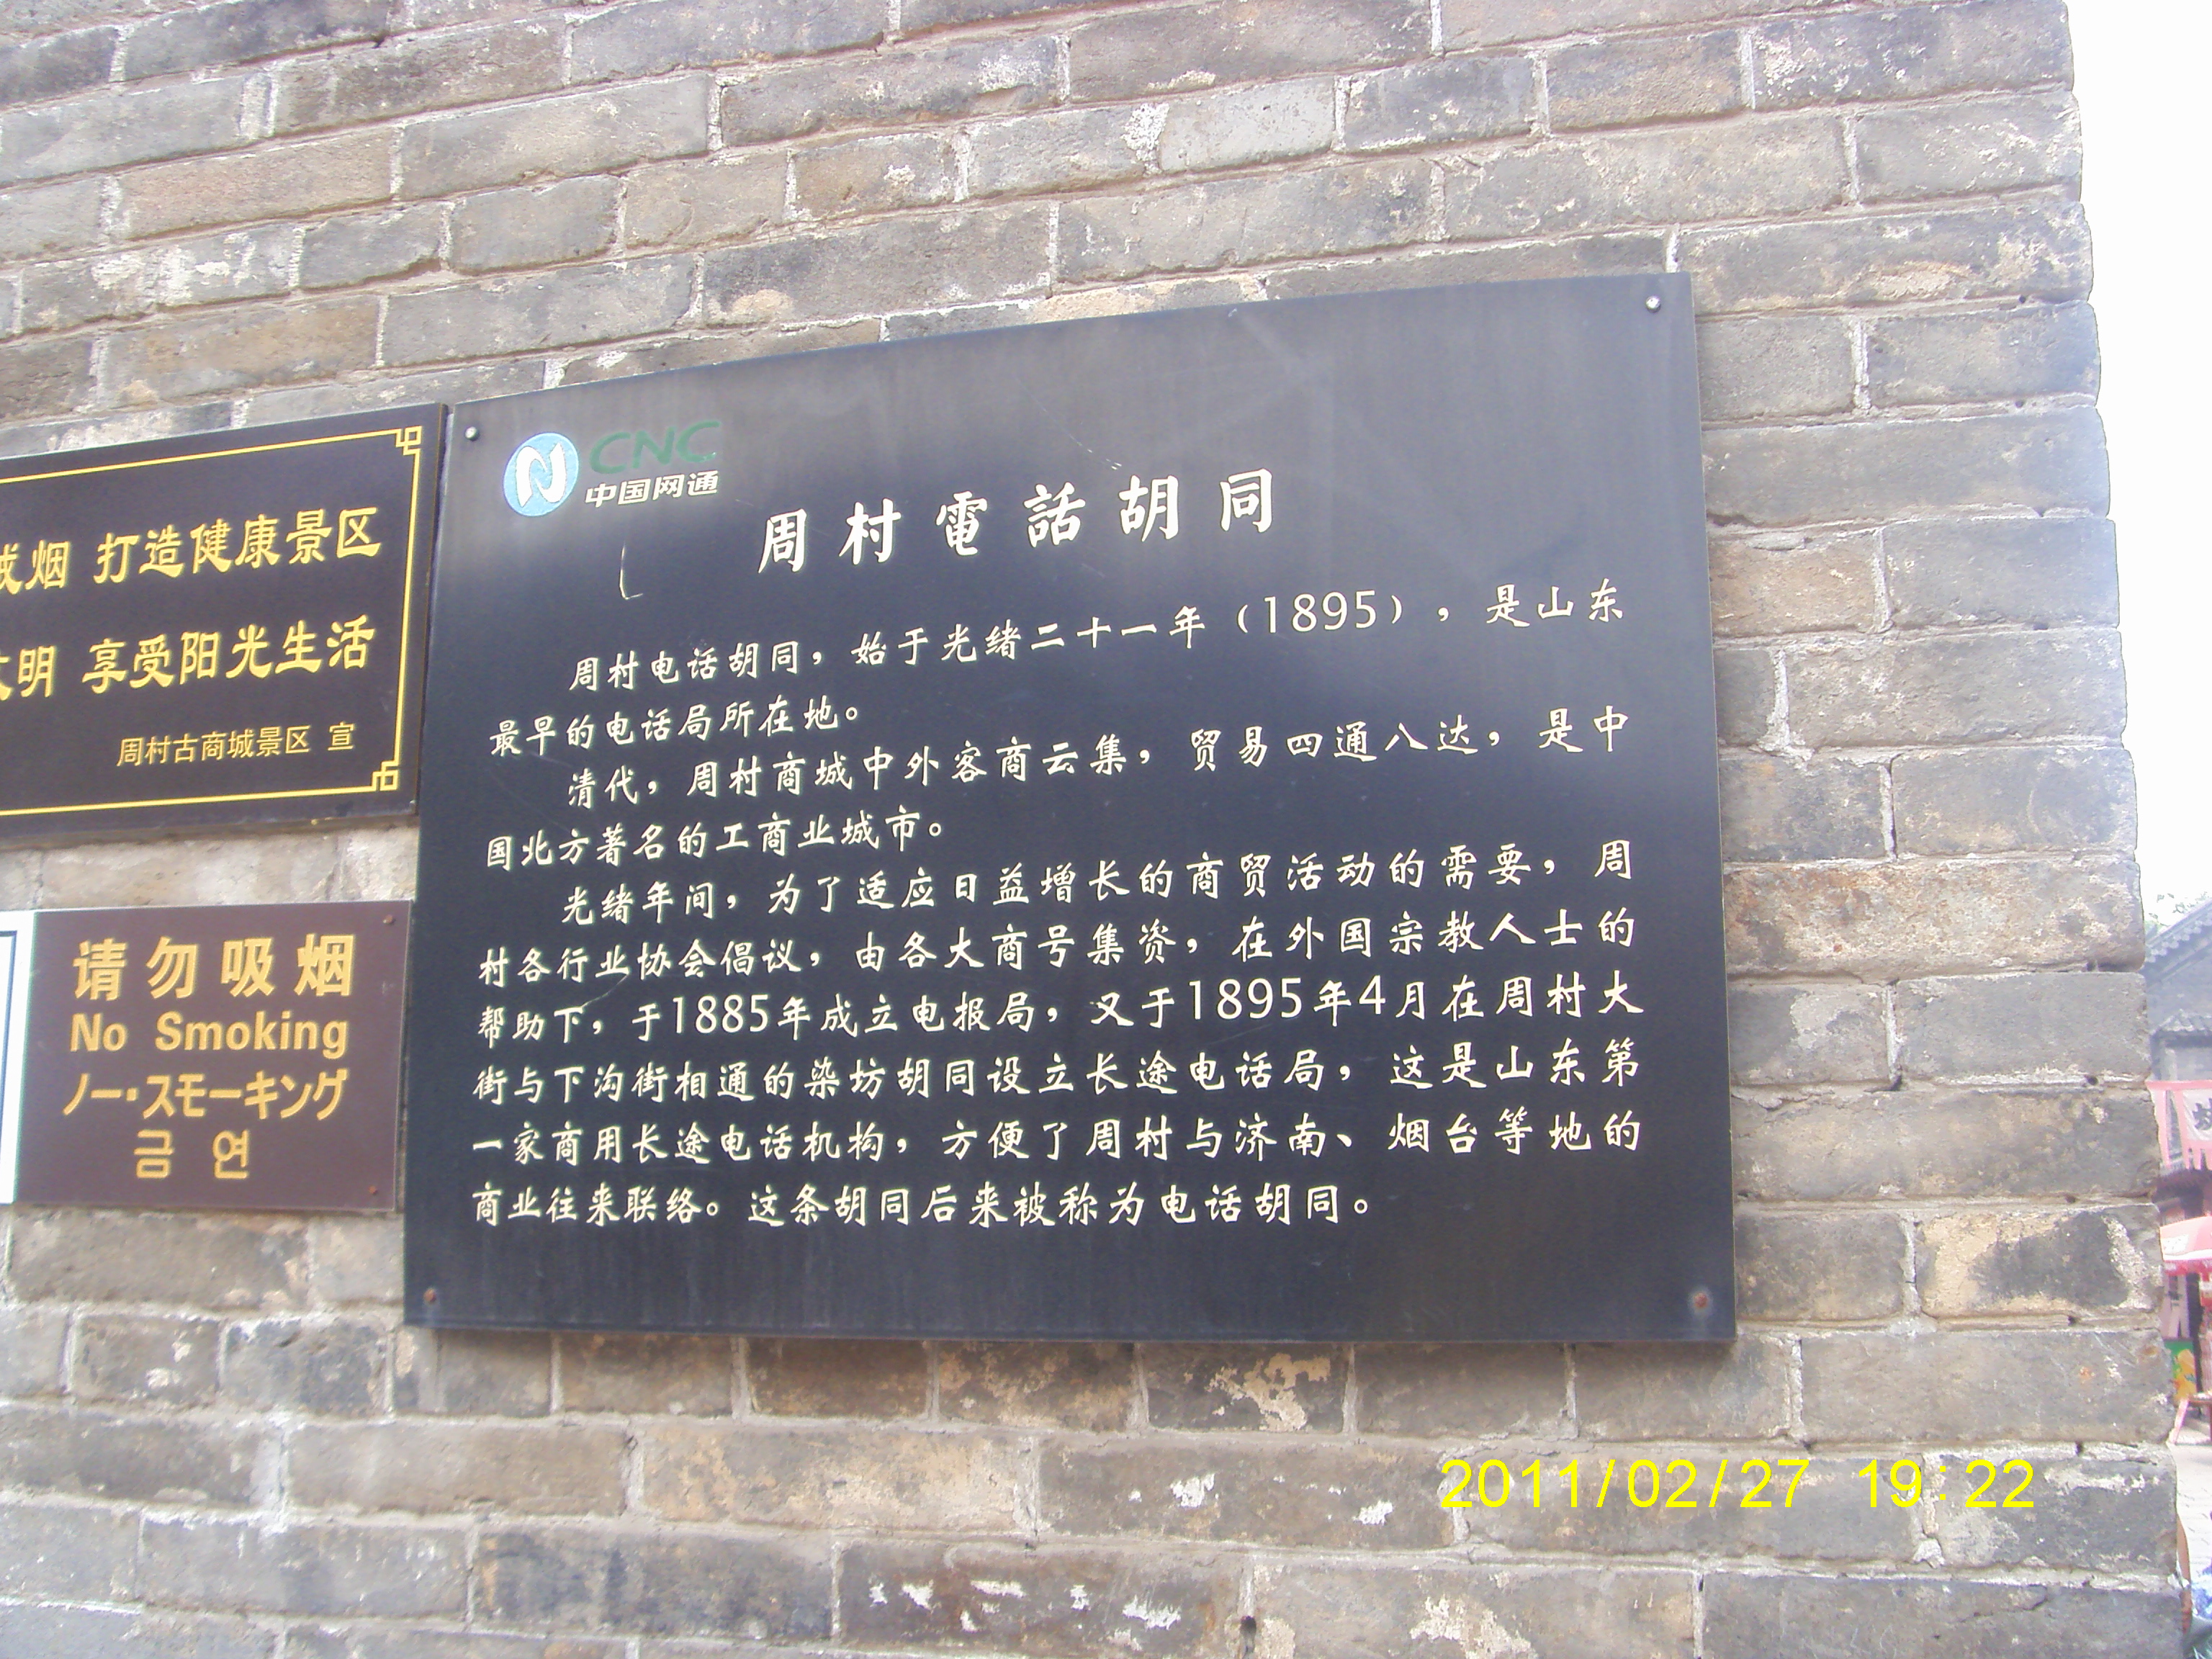 戒烟 打造健康景区
文明 享受阳光生活
周村古商城景区 宣
请勿吸烟
No Smoking
ノー・スモーキング
금 연
CNC
中国网通
周村電話胡同
周村电话胡同，始于光绪二十一年（1895），是山东
最早的电话局所在地。
清代，周村商城中外客商云集，贸易四通八达，是中
国北方著名的工商业城市。
光绪年间，为了适应日益增长的商贸活动的需要，周
村各行业协会倡议，由各大商号集资，在外国宗教人士的
帮助下，于1885年成立电报局，又于1895年4月在周村大
街与下沟街相通的染坊胡同设立长途电话局，这是山东第
一家商用长途电话机构，方便了周村与济南、烟台等地的
商业往来联络。这条胡同后来被称为电话胡同。
2011/02/27 19:22